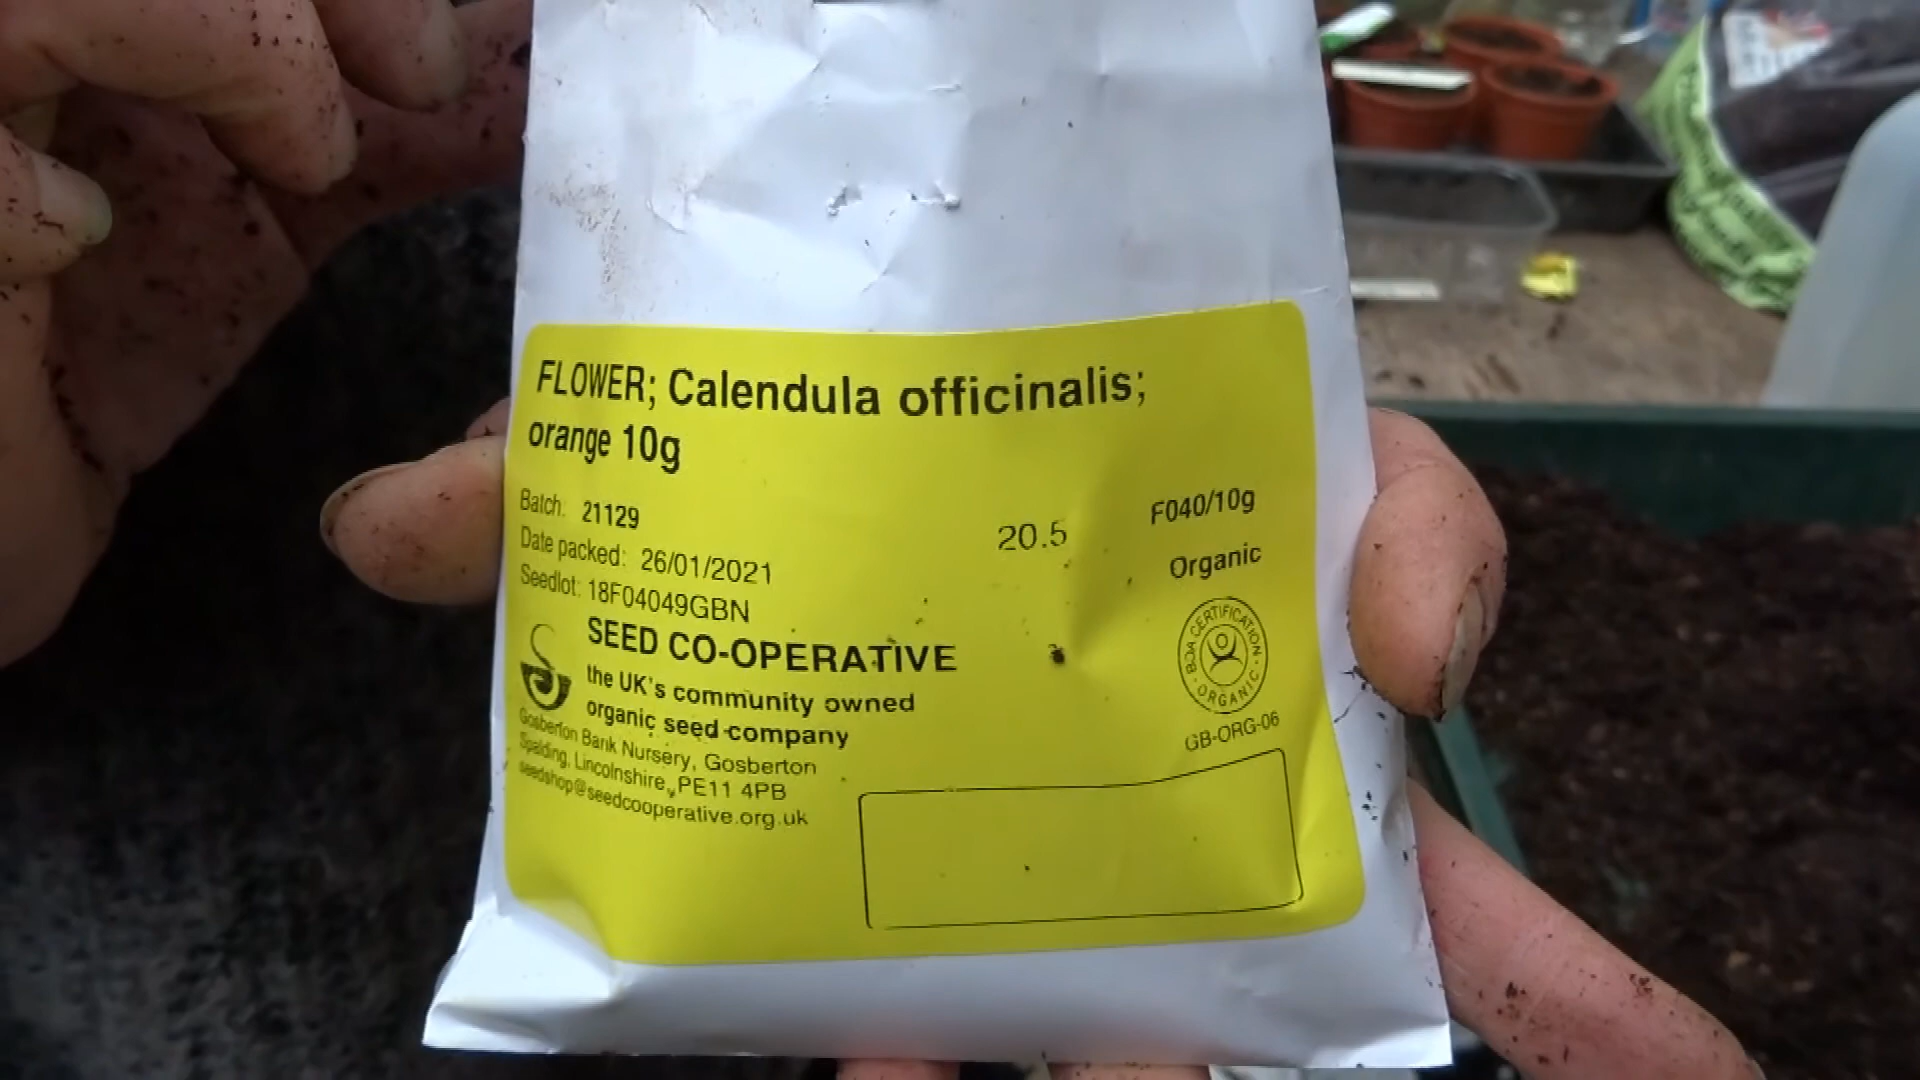 FLOWER; Calendula officinalis;
orange 10g
Batch: 21129
Date packed: 26/01/2021
Seedlot: 18F04049GBN
20.5
F040/10g
Organic
SEED CO-OPERATIVE
the UK's community owned
organic seed company
Gosberton Bank Nursery, Gosberton
Spalding, Lincolnshire, PE11 4PB
seedshop@seedcooperative.org.uk
BDA CERTIFICATION
ORGANIC
GB-ORG-06